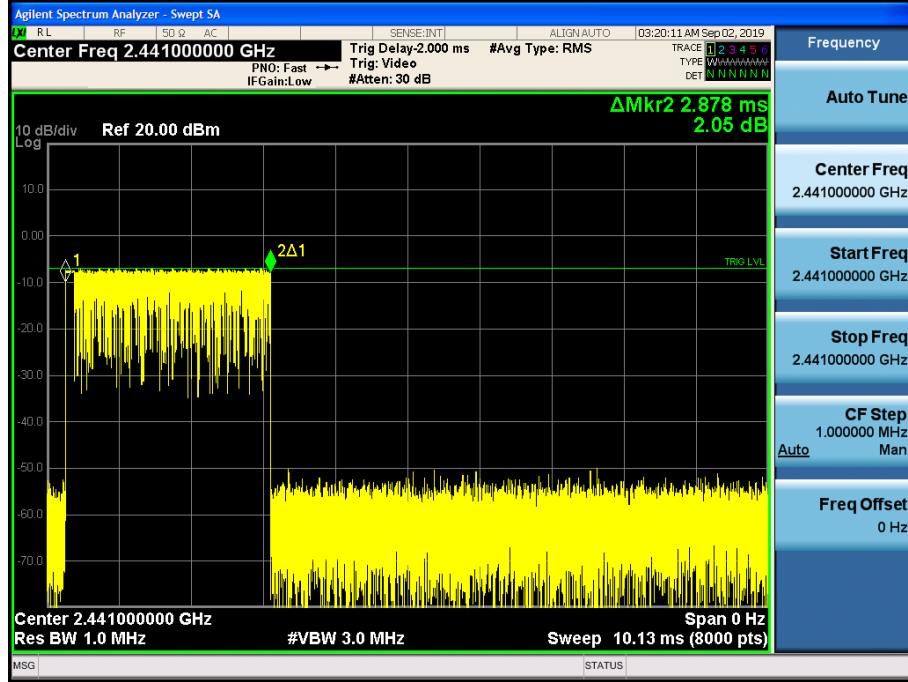 Agilent Spectrum Analyzer - Swept SA
LXI RL RF 50 Ω AC SENSE:INT ALIGN AUTO 03:20:11 AM Sep 02, 2019
Center Freq 2.441000000 GHz
PNO: Fast
IFGain:Low
Trig Delay-2.000 ms
Trig: Video
#Atten: 30 dB
#Avg Type: RMS
TRACE 1 2 3 4 5 6
TYPE WWWWWW
DET N N N N N N
ΔMkr2 2.878 ms
2.05 dB
10 dB/div Ref 20.00 dBm
Log
10.0
0.00
-10.0
-20.0
-30.0
-40.0
-50.0
-60.0
-70.0
1
2Δ1
TRIG LVL
Center 2.441000000 GHz Span 0 Hz
Res BW 1.0 MHz #VBW 3.0 MHz Sweep 10.13 ms (8000 pts)
MSG STATUS
Frequency
Auto Tune
Center Freq
2.441000000 GHz
Start Freq
2.441000000 GHz
Stop Freq
2.441000000 GHz
CF Step
1.000000 MHz
Auto Man
Freq Offset
0 Hz